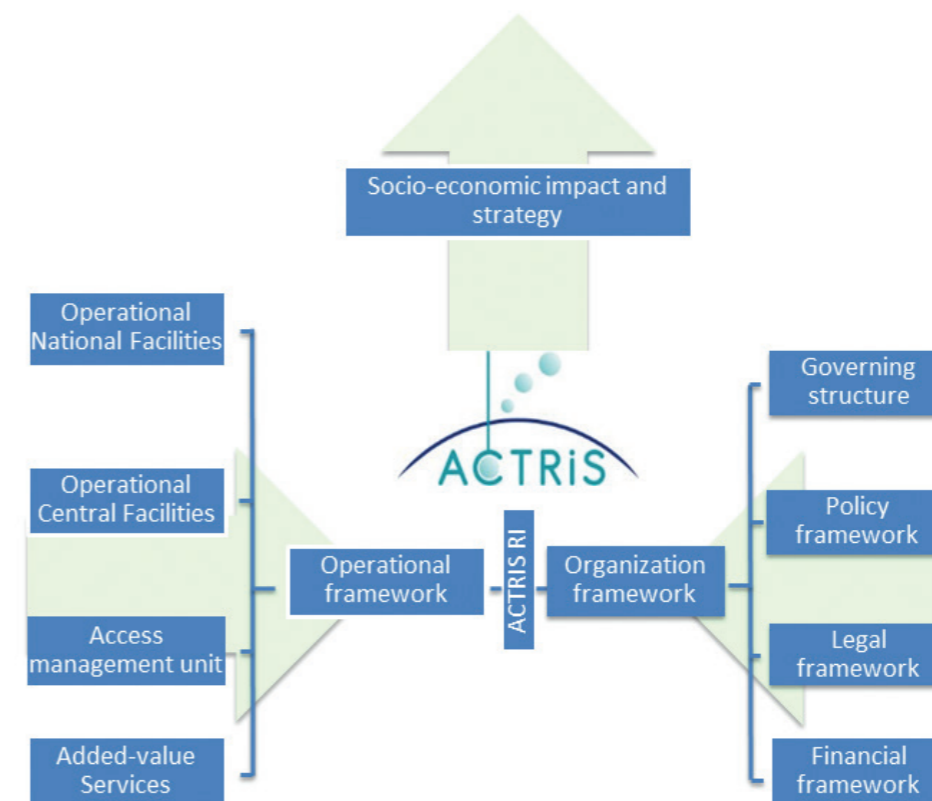 Socio-economic impact and
strategy
Operational
National Facilities
Operational
Central Facilities
Access
management unit
Added-value
Services
Operational
framework
ACTRiS
ACTRIS RI
Organization
framework
Governing
structure
Policy
framework
Legal
framework
Financial
framework